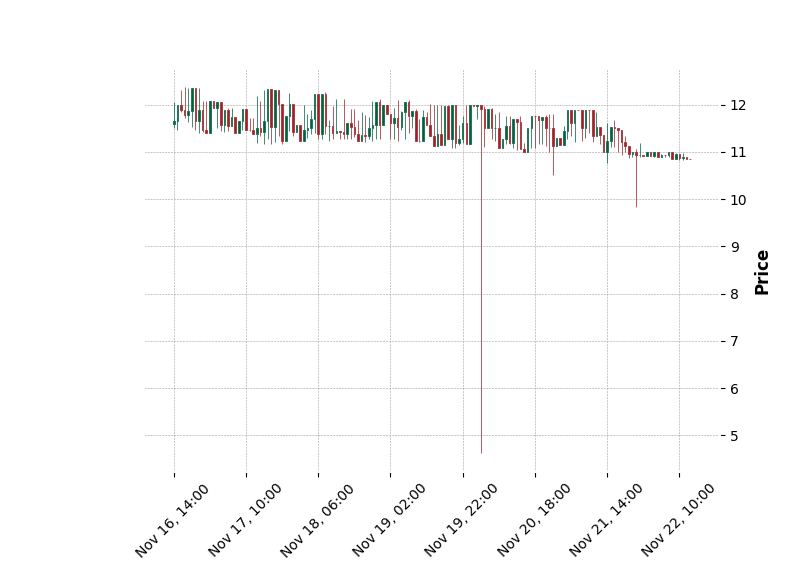 12
11
10
9
8
7
6
5
Price
Nov 16, 14:00
Nov 17, 10:00
Nov 18, 06:00
Nov 19, 02:00
Nov 19, 22:00
Nov 20, 18:00
Nov 21, 14:00
Nov 22, 10:00